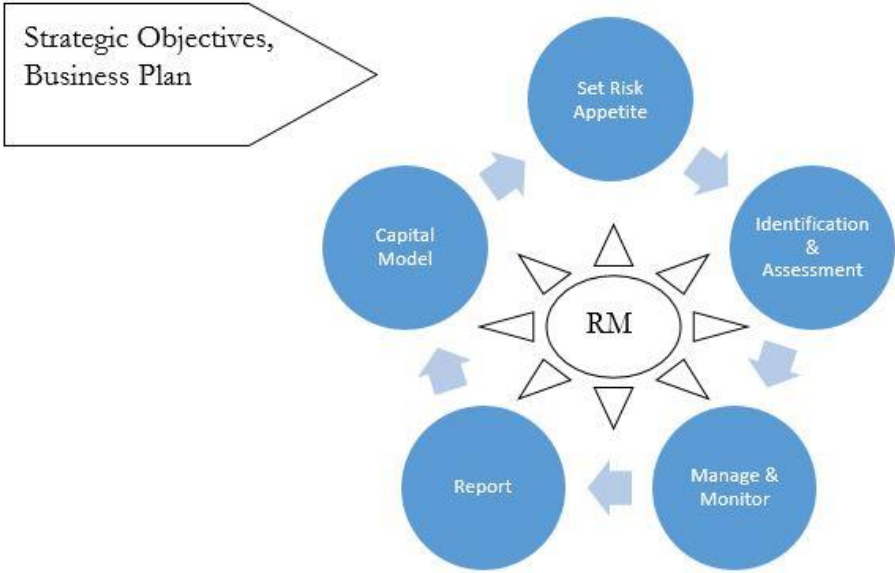 Strategic Objectives,
Business Plan
Set Risk
Appetite
Identification
&
Assessment
Manage &
Monitor
Report
Capital
Model
RM